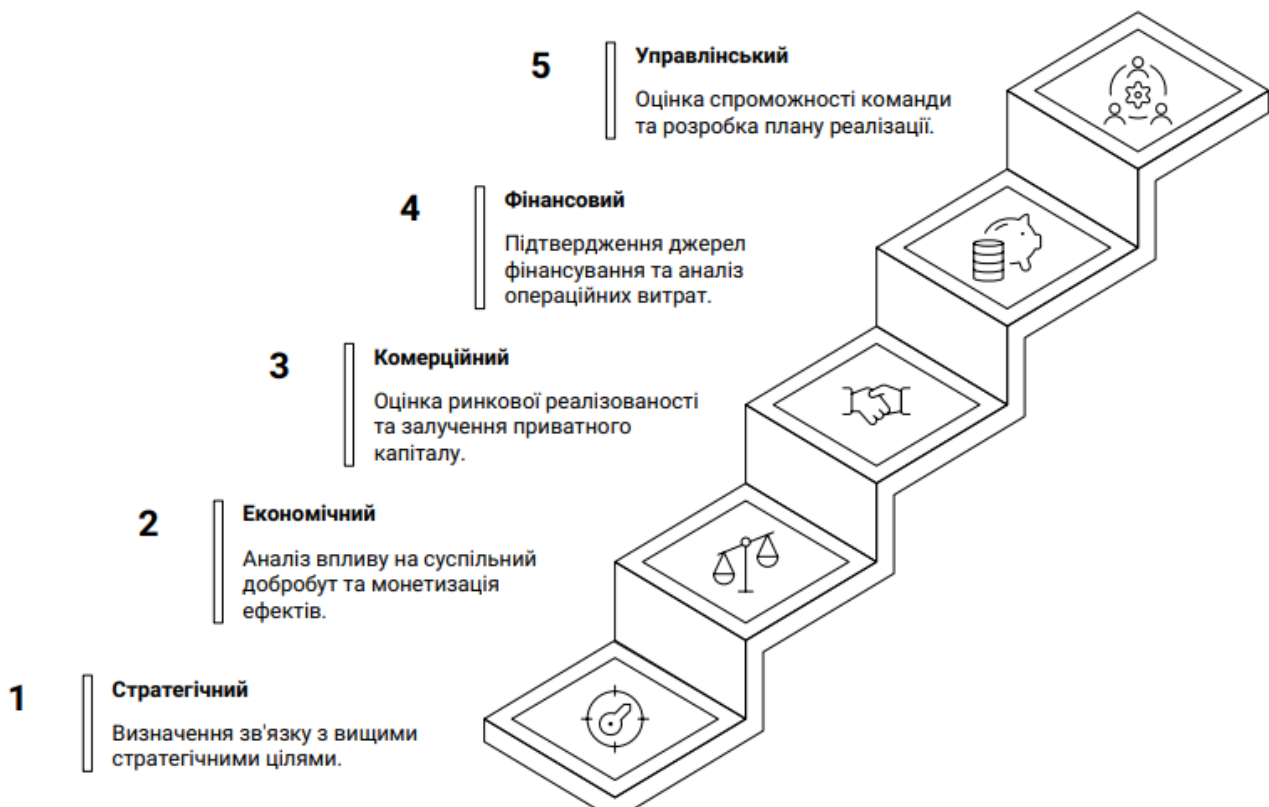 5
Управлінський
Оцінка спроможності команди
та розробка плану реалізації.
4
Фінансовий
Підтвердження джерел
фінансування та аналіз
операційних витрат.
3
Комерційний
Оцінка ринкової реалізованості
та залучення приватного
капіталу.
2
Економічний
Аналіз впливу на суспільний
добробут та монетизація
ефектів.
1
Стратегічний
Визначення зв'язку з вищими
стратегічними цілями.